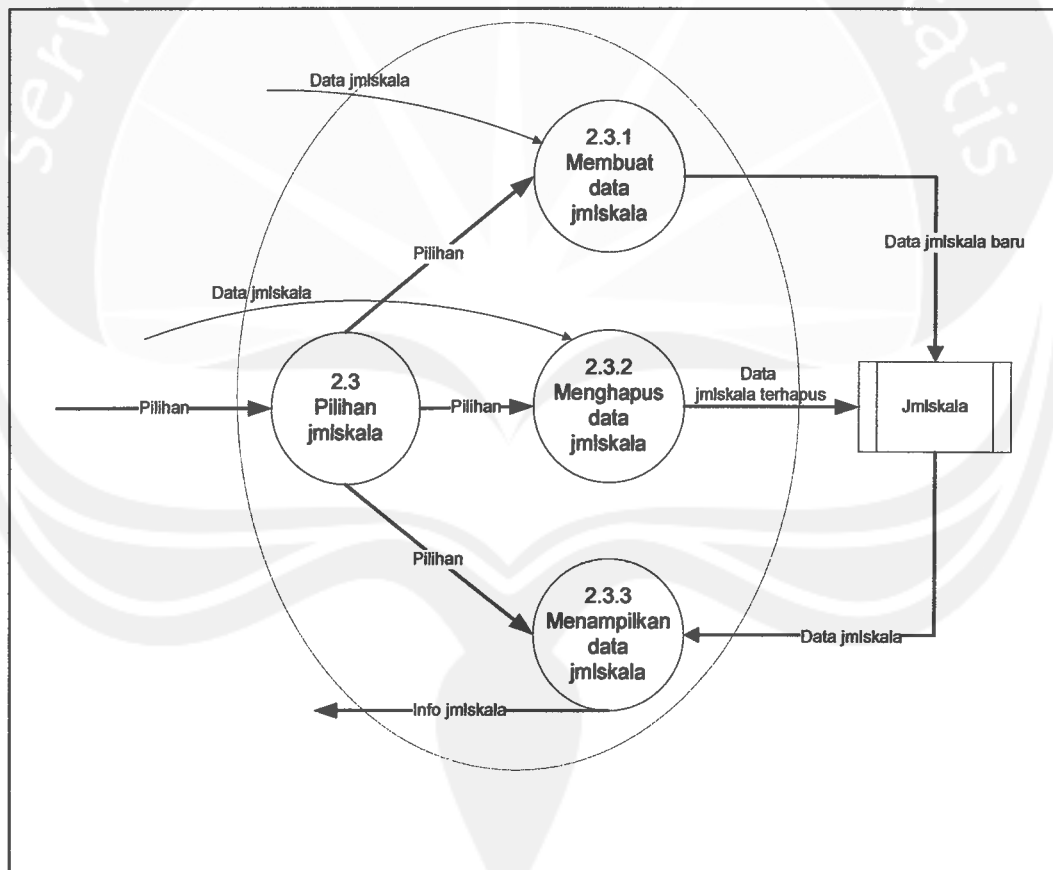 serv
catis
Data jmlskala
2.3.1
Membuat
data
jmlskala
Pilihan
Data jmlskala baru
Data jmlskala
2.3
Pilihan
jmlskala
Pilihan
Pilihan
2.3.2
Menghapus
data
jmlskala
Data
jmlskala terhapus
Jmlskala
Pilihan
2.3.3
Menampilkan
data
jmlskala
Data jmlskala
Info jmlskala